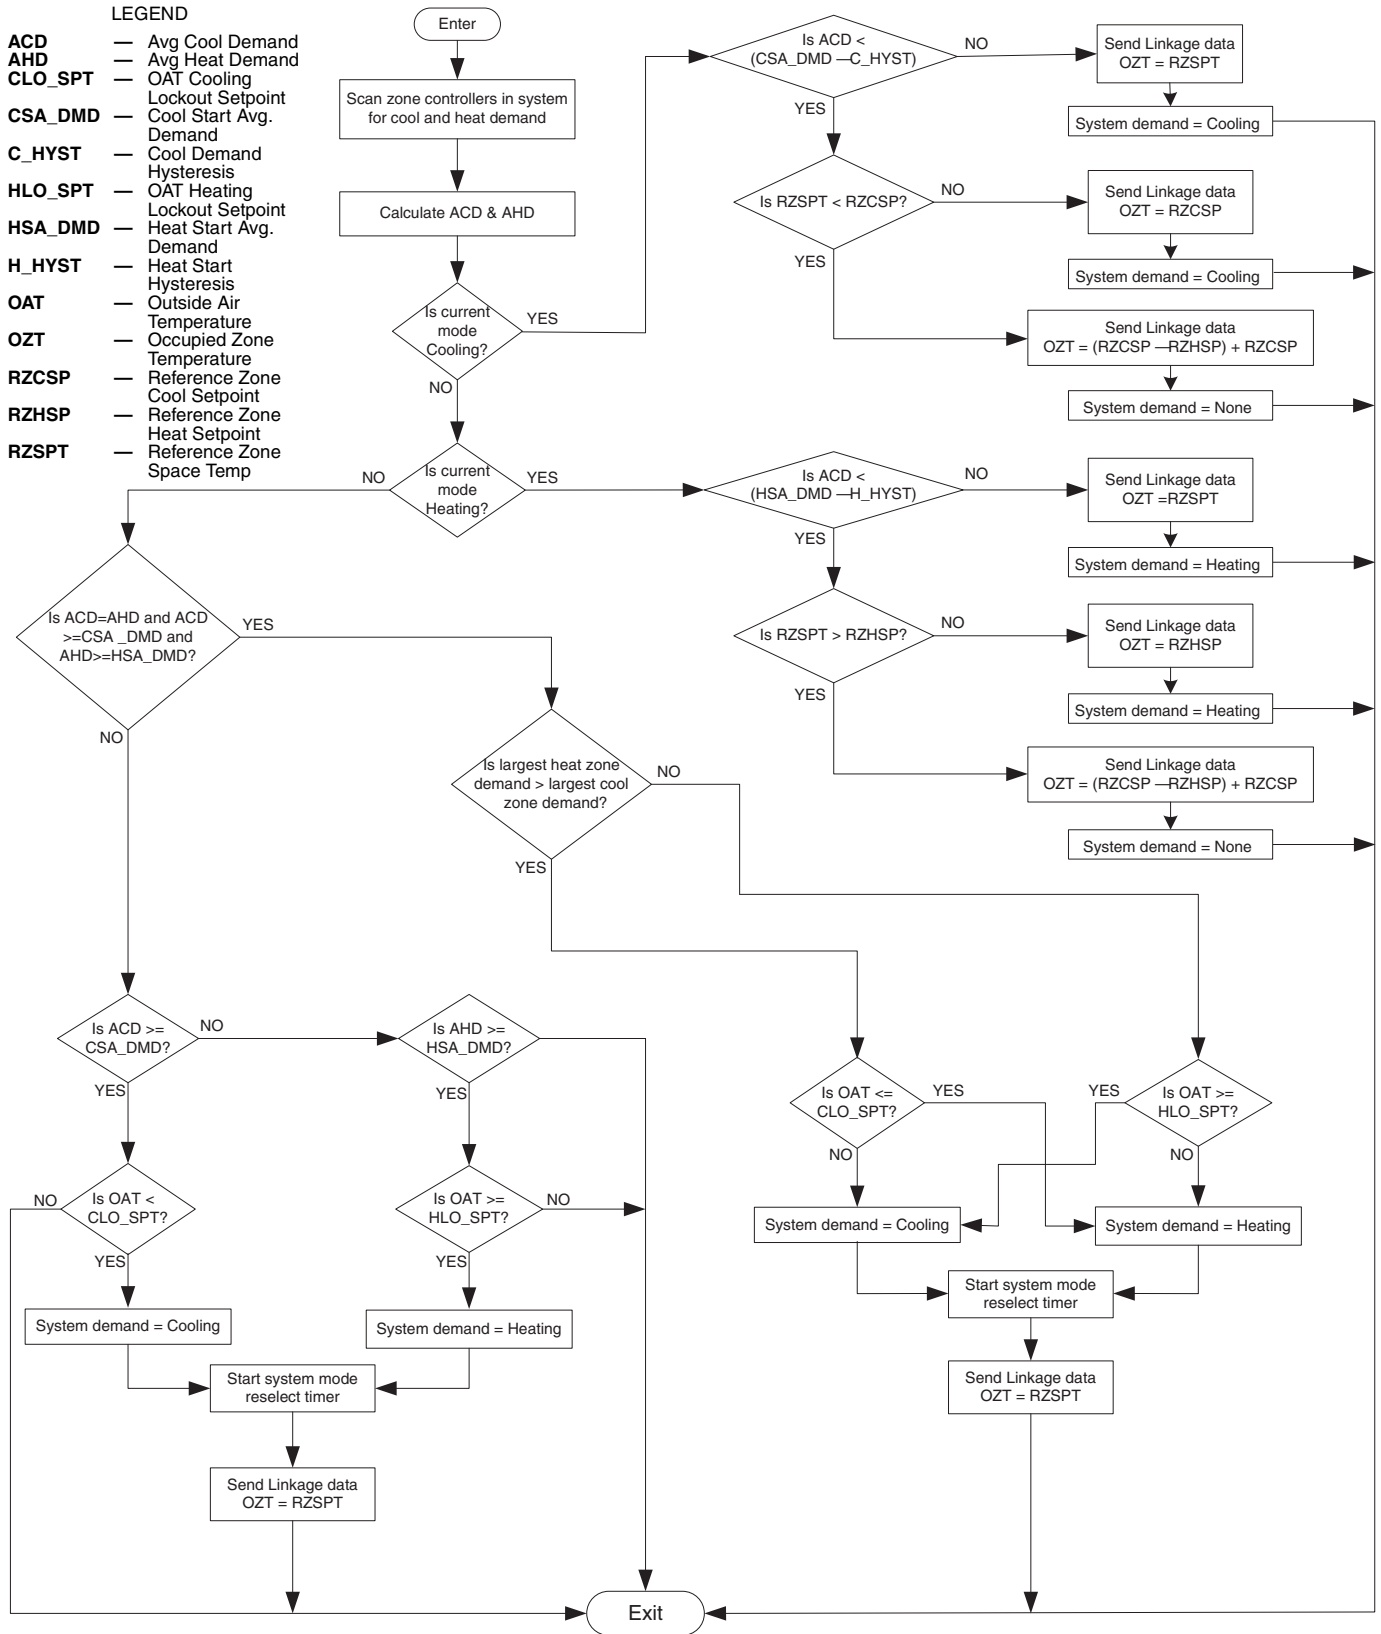 LEGEND
ACD — Avg Cool Demand
AHD — Avg Heat Demand
CLO_SPT — OAT Cooling
Lockout Setpoint
CSA_DMD — Cool Start Avg.
Demand
C_HYST — Cool Demand
Hysteresis
HLO_SPT — OAT Heating
Lockout Setpoint
HSA_DMD — Heat Start Avg.
Demand
H_HYST — Heat Start
Hysteresis
OAT — Outside Air
Temperature
OZT — Occupied Zone
Temperature
RZCSP — Reference Zone
Cool Setpoint
RZHSP — Reference Zone
Heat Setpoint
RZSPT — Reference Zone
Space Temp
Enter
Scan zone controllers in system
for cool and heat demand
Calculate ACD & AHD
Is current
mode
Cooling?
YES
NO
Is ACD <
(CSA_DMD —C_HYST)
NO
YES
Send Linkage data
OZT = RZSPT
System demand = Cooling
Is RZSPT < RZCSP?
NO
YES
Send Linkage data
OZT = RZCSP
System demand = Cooling
Send Linkage data
OZT = (RZCSP —RZHSP) + RZCSP
System demand = None
Is current
mode
Heating?
NO
YES
Is ACD <
(HSA_DMD —H_HYST)
NO
YES
Send Linkage data
OZT =RZSPT
System demand = Heating
Is RZSPT > RZHSP?
NO
YES
Send Linkage data
OZT = RZHSP
System demand = Heating
Send Linkage data
OZT = (RZCSP —RZHSP) + RZCSP
System demand = None
Is ACD=AHD and ACD
>=CSA _DMD and
AHD>=HSA_DMD?
YES
NO
Is largest heat zone
demand > largest cool
zone demand?
NO
YES
Is ACD >=
CSA_DMD?
NO
YES
Is AHD >=
HSA_DMD?
YES
Is OAT <
CLO_SPT?
NO
YES
Is OAT >=
HLO_SPT?
NO
YES
System demand = Cooling
System demand = Heating
Start system mode
reselect timer
Send Linkage data
OZT = RZSPT
Is OAT <=
CLO_SPT?
YES
NO
Is OAT >=
HLO_SPT?
YES
NO
System demand = Cooling
System demand = Heating
Start system mode
reselect timer
Send Linkage data
OZT = RZSPT
Exit